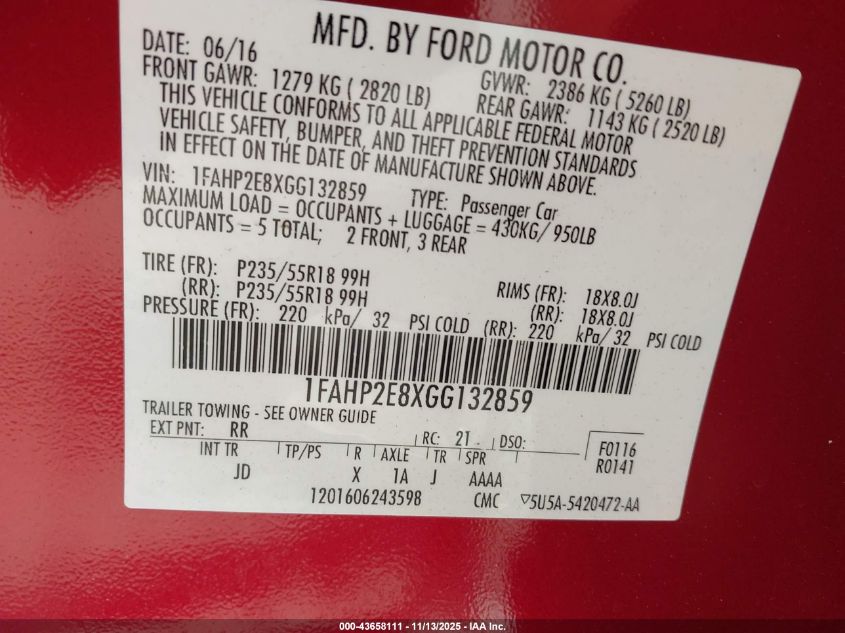 MFD. BY FORD MOTOR CO.
DATE: 06/16 GVWR: 2386 KG ( 5260 LB)
FRONT GAWR: 1279 KG ( 2820 LB) REAR GAWR: 1143 KG ( 2520 LB)
THIS VEHICLE CONFORMS TO ALL APPLICABLE FEDERAL MOTOR
VEHICLE SAFETY, BUMPER, AND THEFT PREVENTION STANDARDS
IN EFFECT ON THE DATE OF MANUFACTURE SHOWN ABOVE.
VIN: 1FAHP2E8XGG132859 TYPE: Passenger Car
MAXIMUM LOAD = OCCUPANTS + LUGGAGE = 430KG/ 950LB
OCCUPANTS = 5 TOTAL; 2 FRONT, 3 REAR
TIRE (FR): P235/55R18 99H RIMS (FR): 18X8.0J
(RR): P235/55R18 99H (RR): 18X8.0J
PRESSURE (FR): 220 kPa/ 32 PSI COLD (RR): 220 kPa/ 32 PSI COLD
1FAHP2E8XGG132859
TRAILER TOWING - SEE OWNER GUIDE
EXT PNT: RR RC: 21 DSO: F0116
INT TR TP/PS R AXLE TR SPR R0141
JD X 1A J AAAA
1201606243598 CMC ▽5U5A-5420472-AA
000-43658111 - 11/13/2025 - IAA Inc.